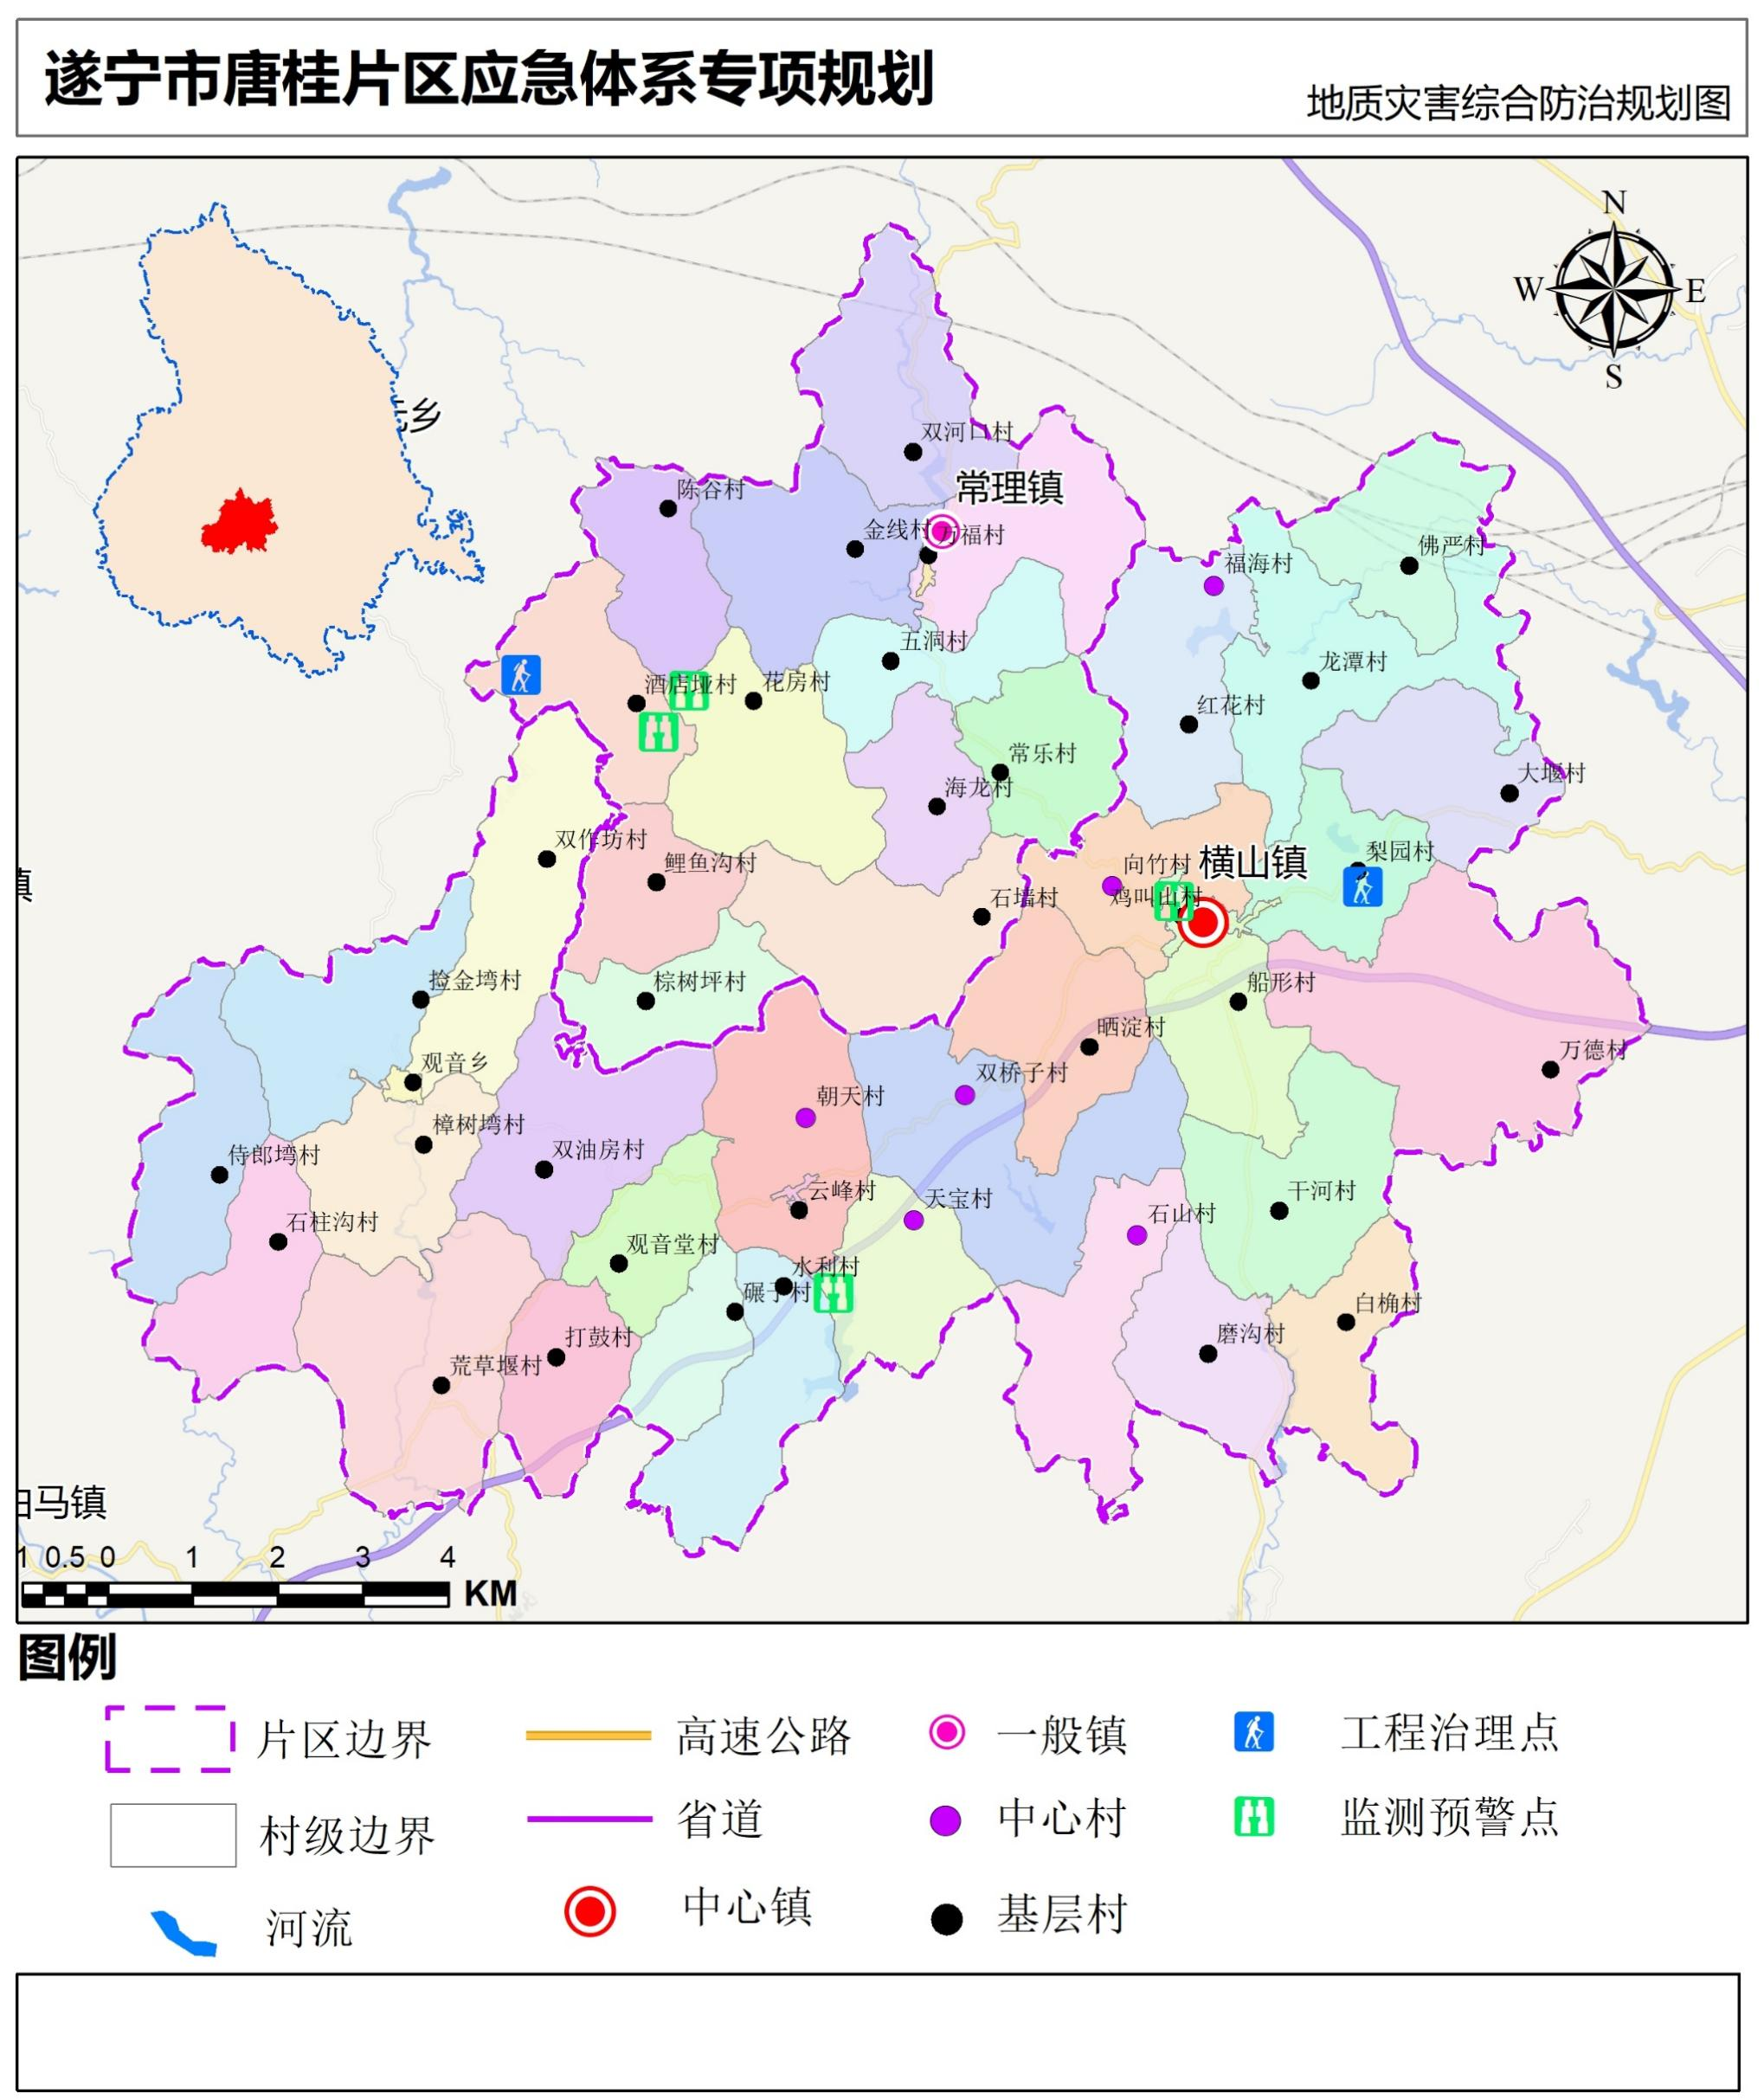 遂宁市唐桂片区应急体系专项规划
地质灾害综合防治规划图
N
W
E
S
乡
双河口村
常理镇
陈谷村
金线村
万福村
福海村
佛严村
五洞村
龙潭村
酒店垭村
花房村
红花村
常乐村
大堰村
海龙村
双作坊村
鲤鱼沟村
向竹村
横山镇
梨园村
石墙村
鸡叫山村
捡金塆村
棕树坪村
船形村
晒淀村
万德村
观音乡
双桥子村
朝天村
樟树塆村
双油房村
侍郎塆村
云峰村
天宝村
干河村
石柱沟村
石山村
观音堂村
水利村
碾子村
白桷村
打鼓村
磨沟村
荒草堰村
镇
白马镇
1 0.5 0 1 2 3 4
KM
图例
片区边界
高速公路
一般镇
工程治理点
村级边界
省道
中心村
监测预警点
河流
中心镇
基层村